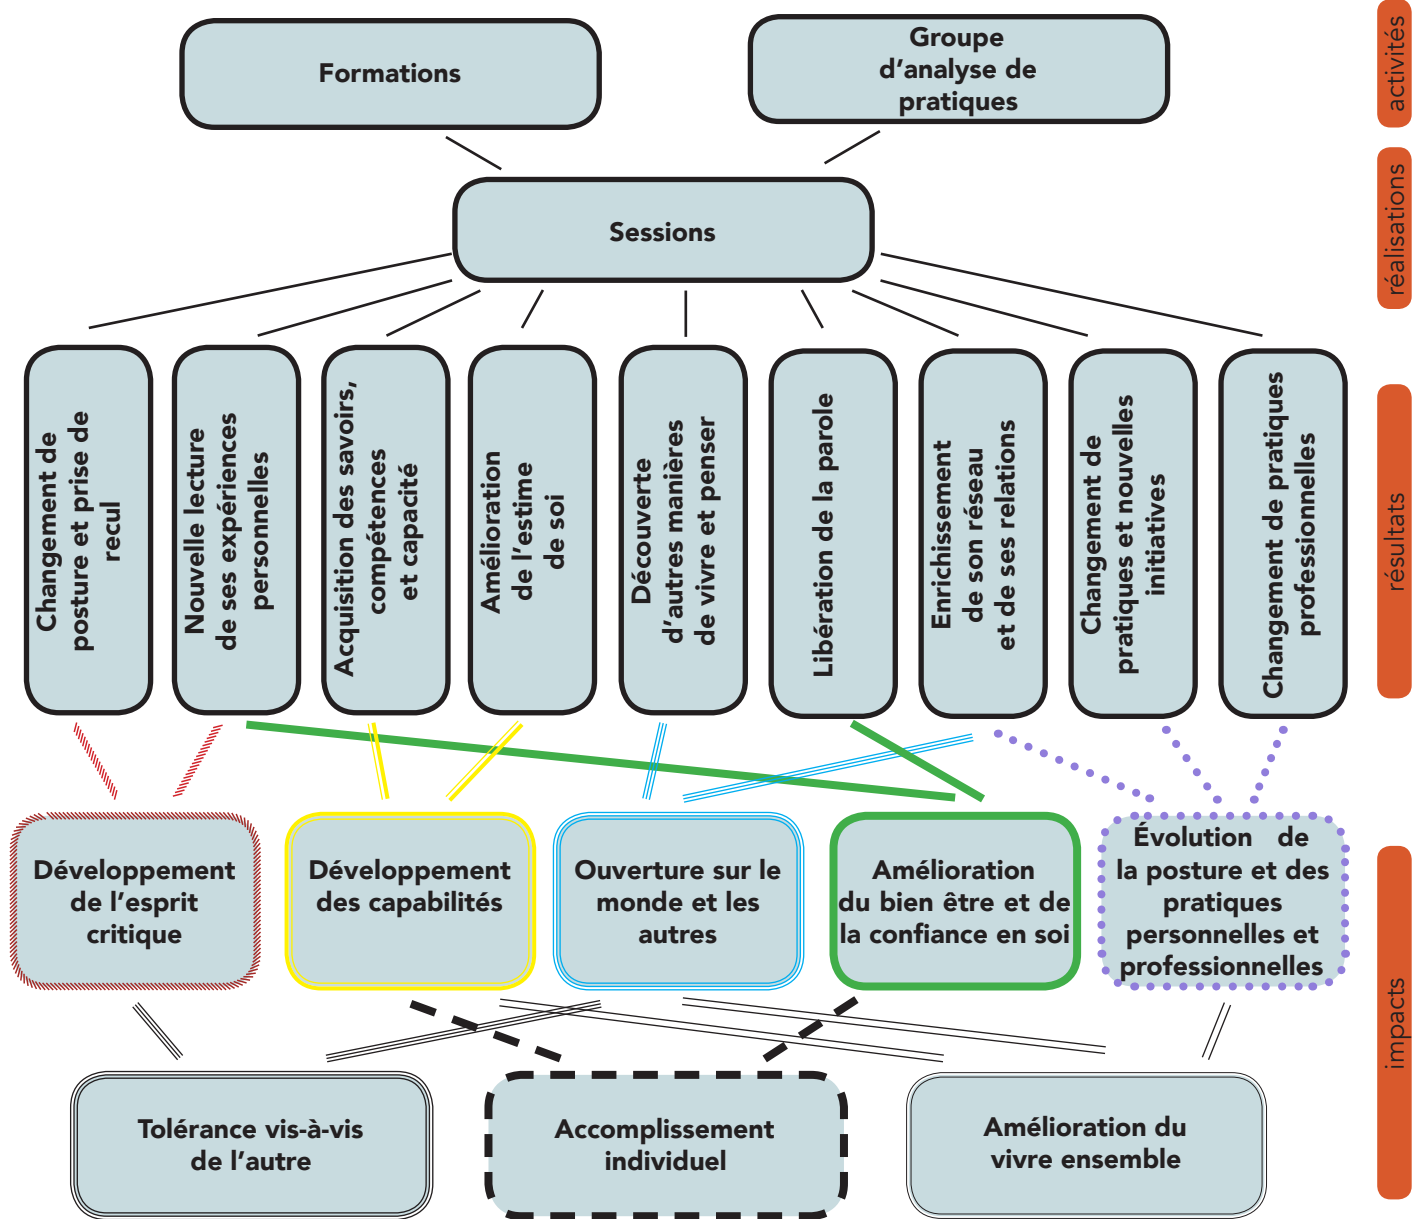 Formations
Groupe
d'analyse de
pratiques
activités
Sessions
réalisations
Changement de
posture et prise de
recul
Nouvelle lecture
de ses expériences
personnelles
Acquisition des savoirs,
compétences
et capacité
Amélioration
de l'estime
de soi
Découverte
d'autres manières
de vivre et penser
Libération de la parole
Enrichissement
de son réseau
et de ses relations
Changement de
pratiques et nouvelles
initiatives
Changement de pratiques
professionnelles
résultats
Développement
de l'esprit
critique
Développement
des capabilités
Ouverture sur le
monde et les
autres
Amélioration
du bien être et de
la confiance en soi
Évolution de
la posture et des
pratiques
personnelles et
professionnelles
impacts
Tolérance vis-à-vis
de l'autre
Accomplissement
individuel
Amélioration du
vivre ensemble